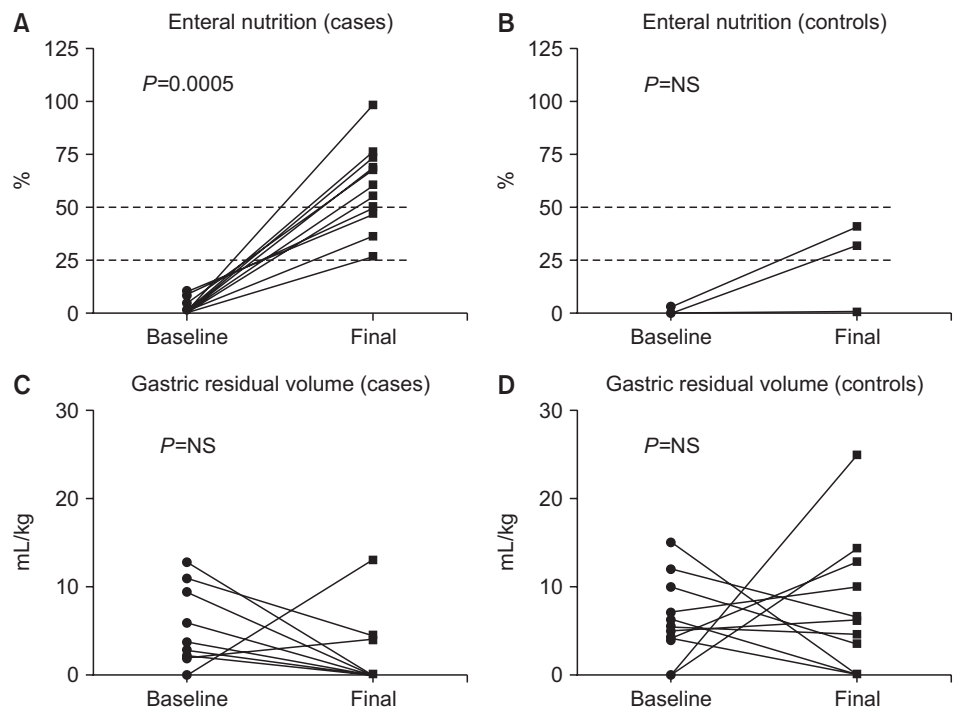 A Enteral nutrition (cases)
125
100
75
50
25
0
%
P=0.0005
Baseline Final
B Enteral nutrition (controls)
125
100
75
50
25
0
%
P=NS
Baseline Final
C Gastric residual volume (cases)
30
20
10
0
mL/kg
P=NS
Baseline Final
D Gastric residual volume (controls)
30
20
10
0
mL/kg
P=NS
Baseline Final